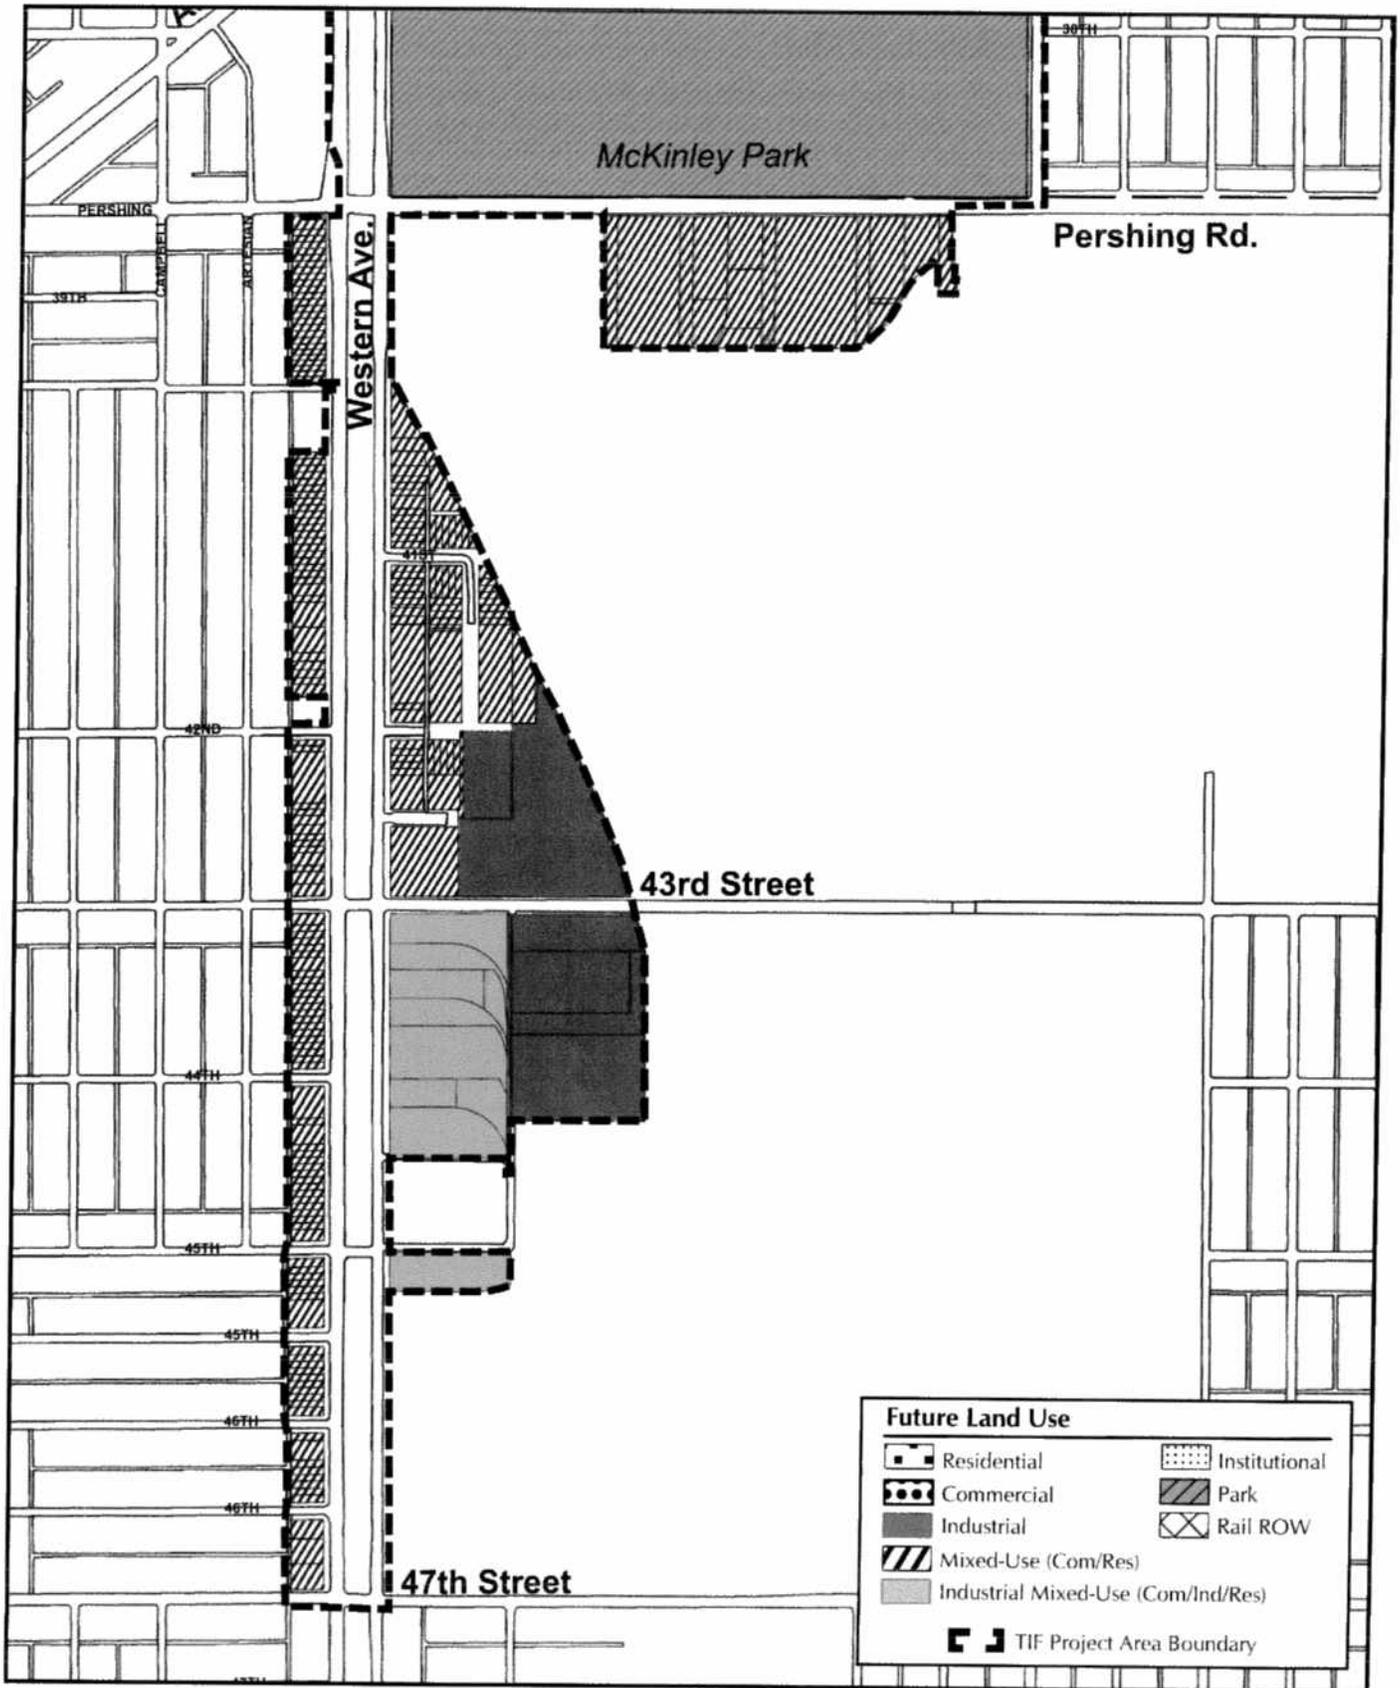 38TH
McKinley Park
PERSHING
Pershing Rd.
CAMPBELL
ARTESIAN
Western Ave.
39TH
41ST
42ND
43rd Street
44TH
45TH
45TH
46TH
46TH
47th Street
47TH
Future Land Use
Residential
Institutional
Commercial
Park
Industrial
Rail ROW
Mixed-Use (Com/Res)
Industrial Mixed-Use (Com/Ind/Res)
TIF Project Area Boundary